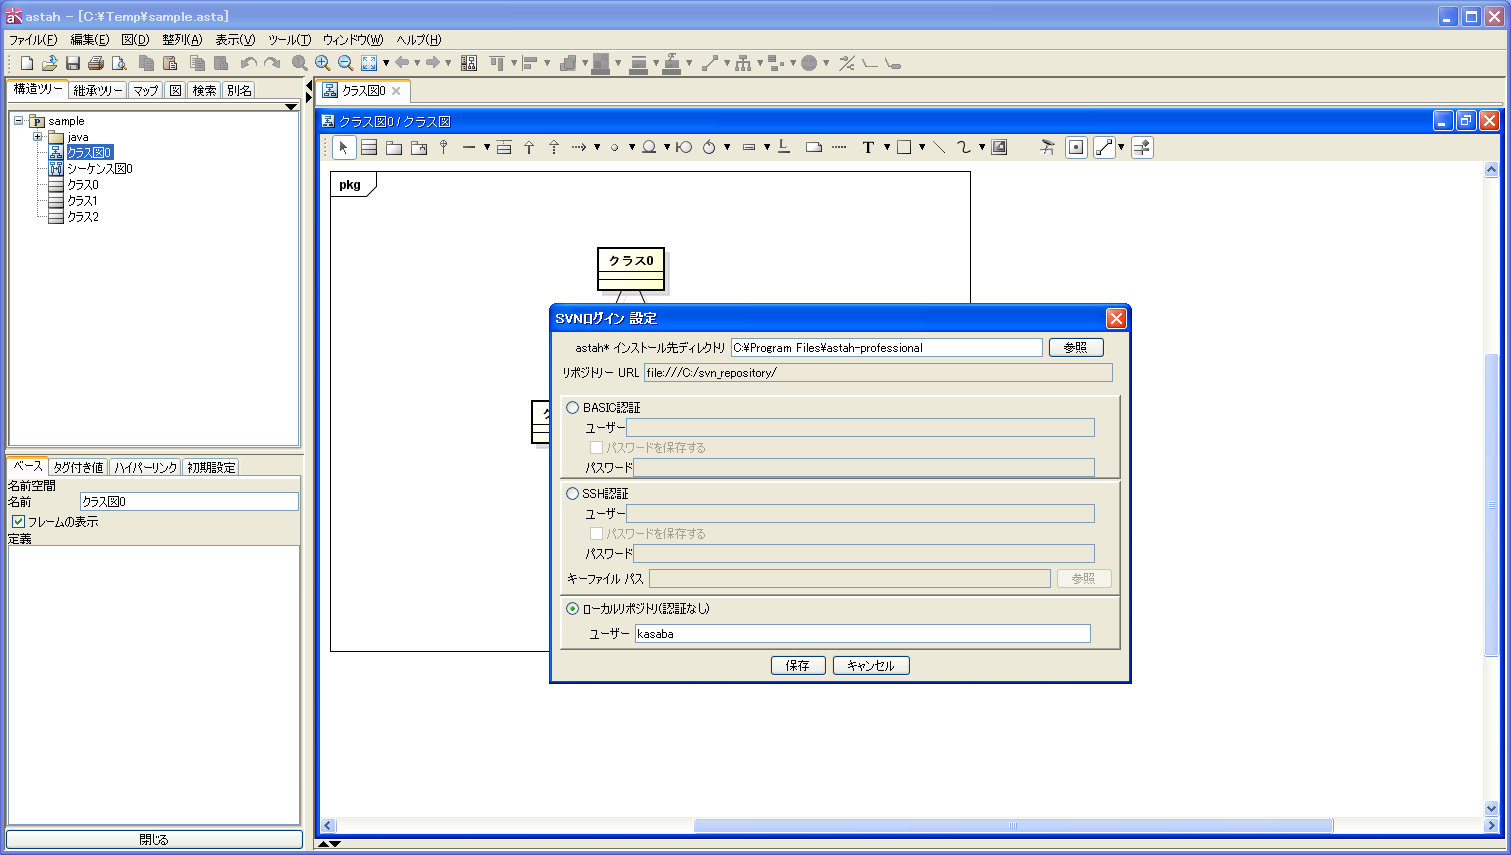 astah - [C:¥Temp¥sample.asta]
ファイル(F) 編集(E) 図(D) 整列(A) 表示(V) ツール(T) ウィンドウ(W) ヘルプ(H)
構造ツリー 継承ツリー マップ 図 検索 別名
sample
java
クラス図0
シーケンス図0
クラス0
クラス1
クラス2
ベース タグ付き値 ハイパーリンク 初期設定
名前空間
名前 クラス図0
フレームの表示
定義
閉じる
クラス図0
クラス図0 / クラス図
T
pkg
クラス0
SVNログイン 設定
astah* インストール先ディレクトリ C:¥Program Files¥astah-professional 参照
リポジトリー URL file:///C:/svn_repository/
BASIC認証
ユーザー
パスワードを保存する
パスワード
SSH認証
ユーザー
パスワードを保存する
パスワード
キーファイル パス 参照
ローカルリポジトリ(認証なし)
ユーザー kasaba
保存 キャンセル